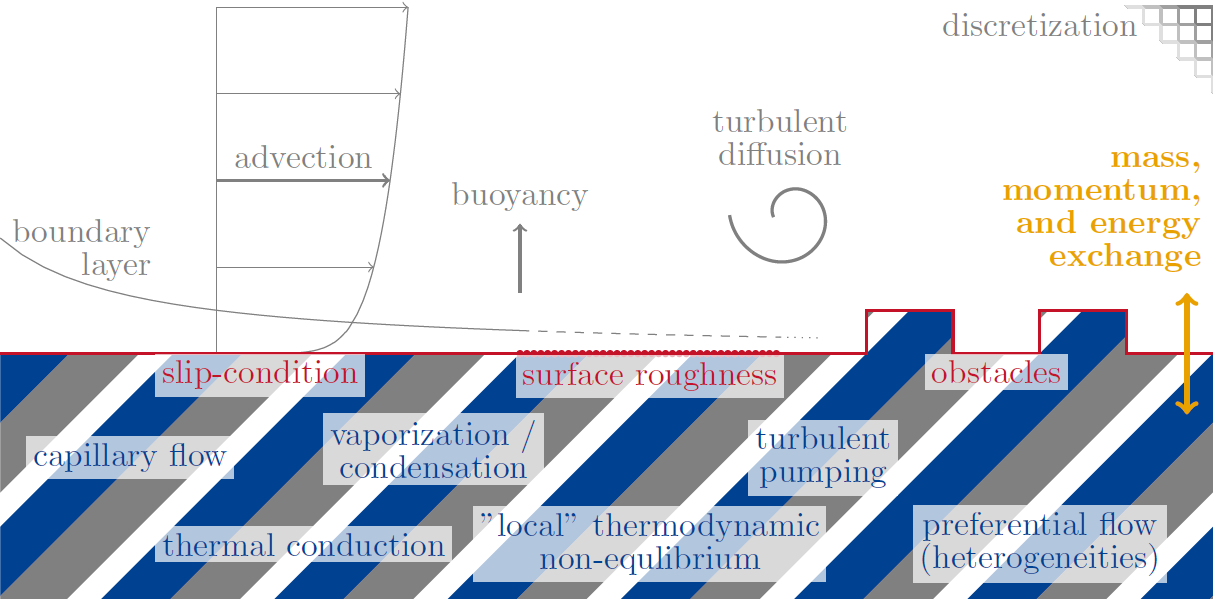 discretization
turbulent
diffusion
advection
mass,
momentum,
and energy
exchange
buoyancy
boundary
layer
slip-condition
surface roughness
obstacles
capillary flow
vaporization /
condensation
turbulent
pumping
thermal conduction
"local" thermodynamic
non-equlibrium
preferential flow
(heterogeneities)